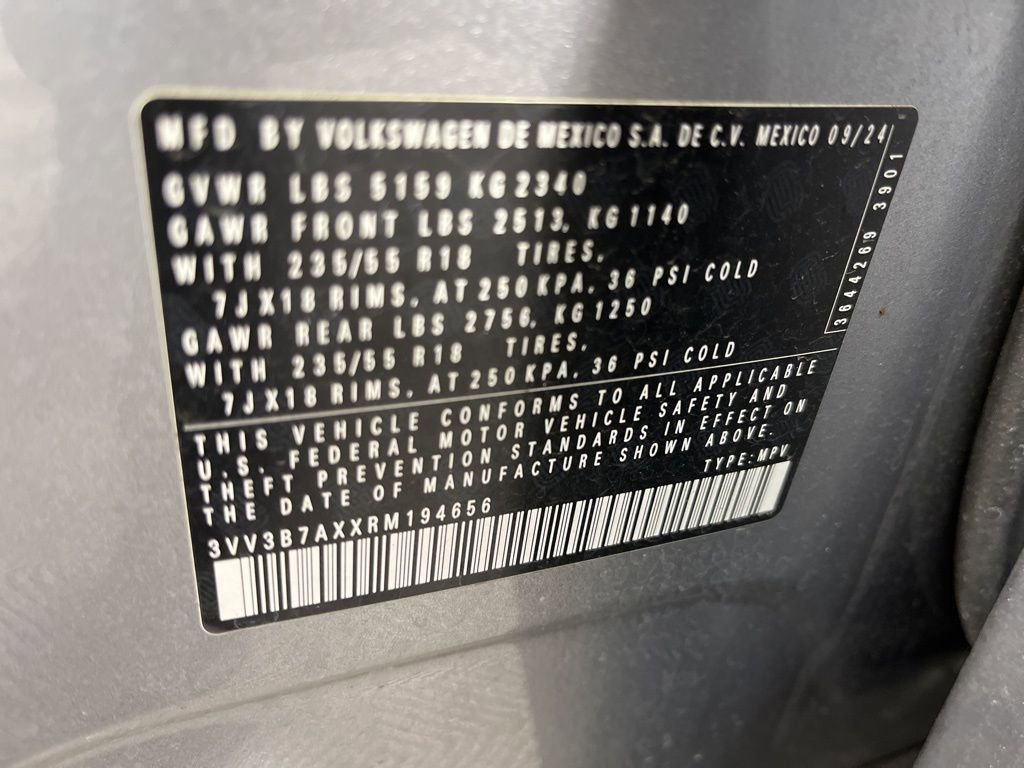 MFD BY VOLKSWAGEN DE MEXICO S.A. DE C.V. MEXICO 09/24
GVWR LBS 5159 KG 2340
GAWR FRONT LBS 2513, KG 1140
WITH 235/55 R18 TIRES,
7JX18 RIMS, AT 250 KPA, 36 PSI COLD
GAWR REAR LBS 2756, KG 1250
WITH 235/55 R18 TIRES,
7JX18 RIMS, AT 250 KPA, 36 PSI COLD
THIS VEHICLE CONFORMS TO ALL APPLICABLE
U.S. FEDERAL MOTOR VEHICLE SAFETY AND
THEFT PREVENTION STANDARDS IN EFFECT ON
THE DATE OF MANUFACTURE SHOWN ABOVE.
3VV3B7AXXRM194656 TYPE: MPV
3644269 3901